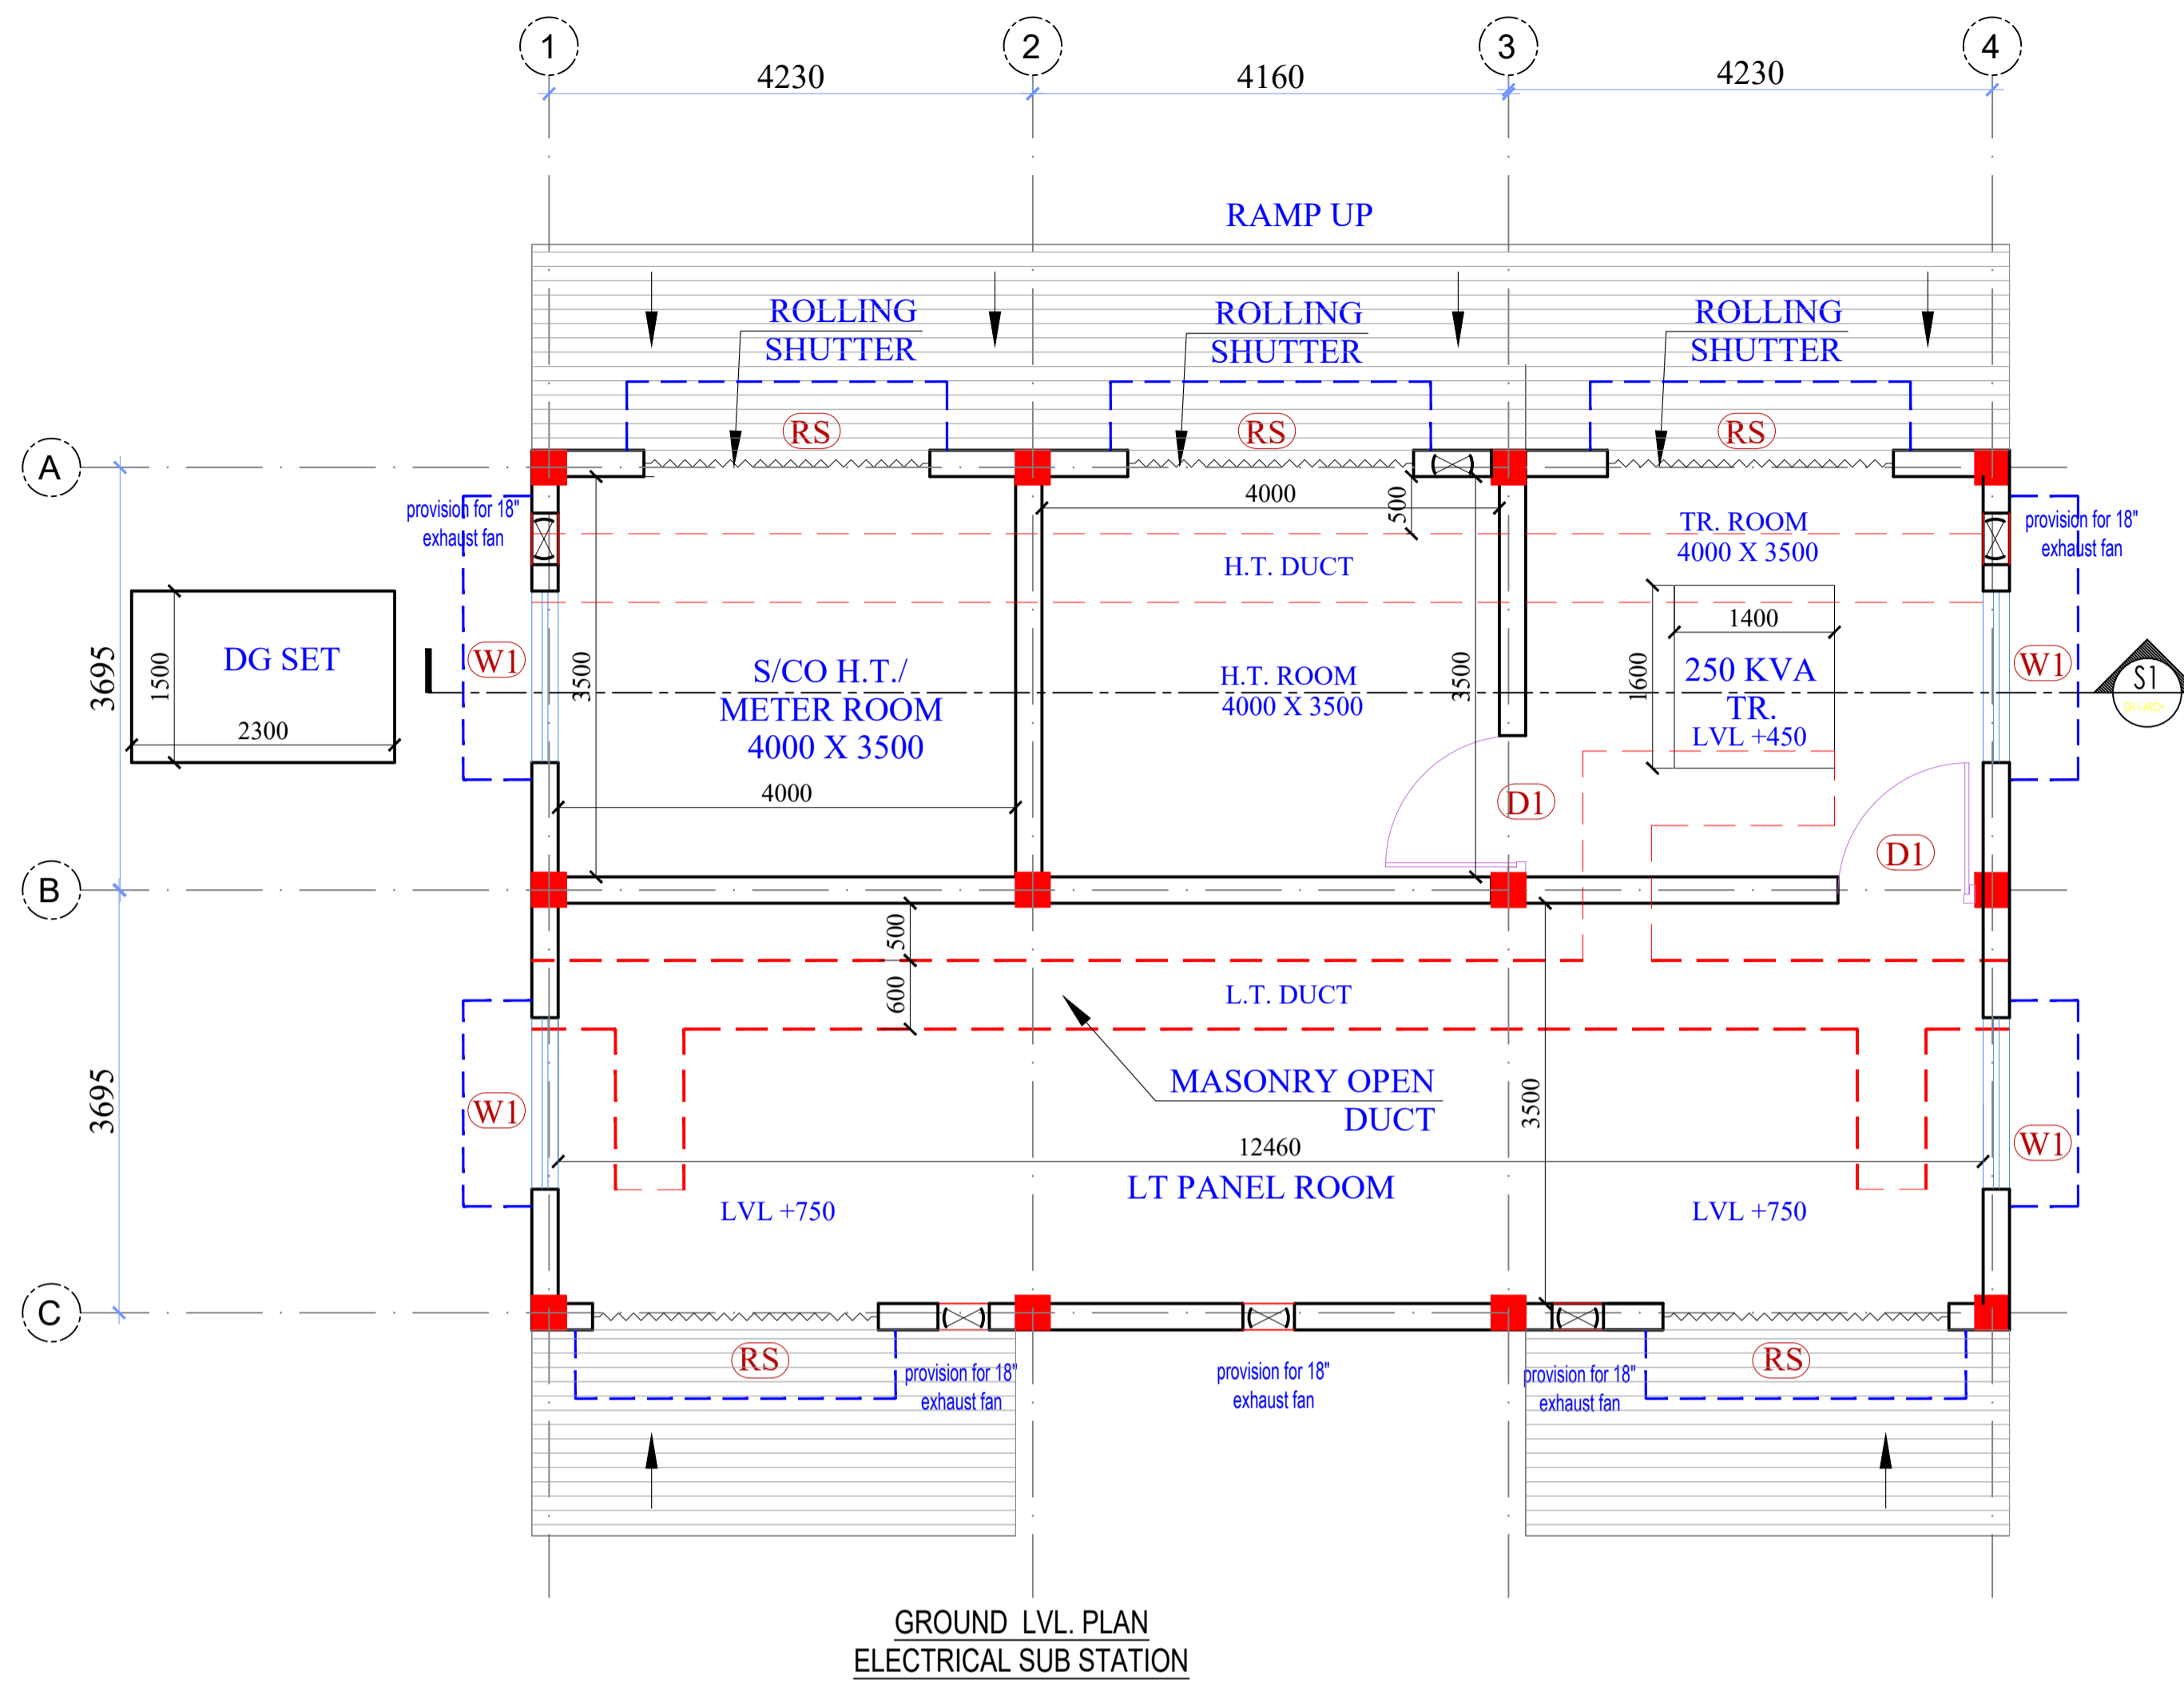 1
2
3
4
4230
4160
4230
RAMP UP
ROLLING
SHUTTER
ROLLING
SHUTTER
ROLLING
SHUTTER
RS
RS
RS
A
provision for 18"
exhaust fan
4000
500
TR. ROOM
4000 X 3500
provision for 18"
exhaust fan
H.T. DUCT
1400
3695
1500
DG SET
2300
W1
3500
S/CO H.T./
METER ROOM
4000 X 3500
4000
H.T. ROOM
4000 X 3500
3500
1600
250 KVA
TR.
LVL +450
W1
S1
D1
D1
B
500
600
L.T. DUCT
3695
W1
MASONRY OPEN
DUCT
3500
12460
W1
LT PANEL ROOM
LVL +750
LVL +750
C
RS
provision for 18"
exhaust fan
provision for 18"
exhaust fan
provision for 18"
exhaust fan
RS
GROUND LVL. PLAN
ELECTRICAL SUB STATION